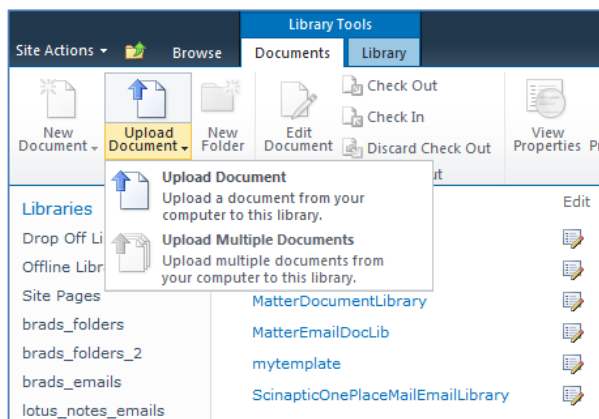 Library Tools
Site Actions
Browse
Documents
Library
New
Document
Upload
Document
New
Folder
Edit
Document
Check Out
Check In
Discard Check Out
View
Properties
Upload Document
Upload a document from your
computer to this library.
Upload Multiple Documents
Upload multiple documents from
your computer to this library.
Libraries
Edit
Drop Off Li
Offline Libr
Site Pages
brads_folders
brads_folders_2
brads_emails
lotus_notes_emails
MatterDocumentLibrary
MatterEmailDocLib
mytemplate
ScinapticOnePlaceMailEmailLibrary